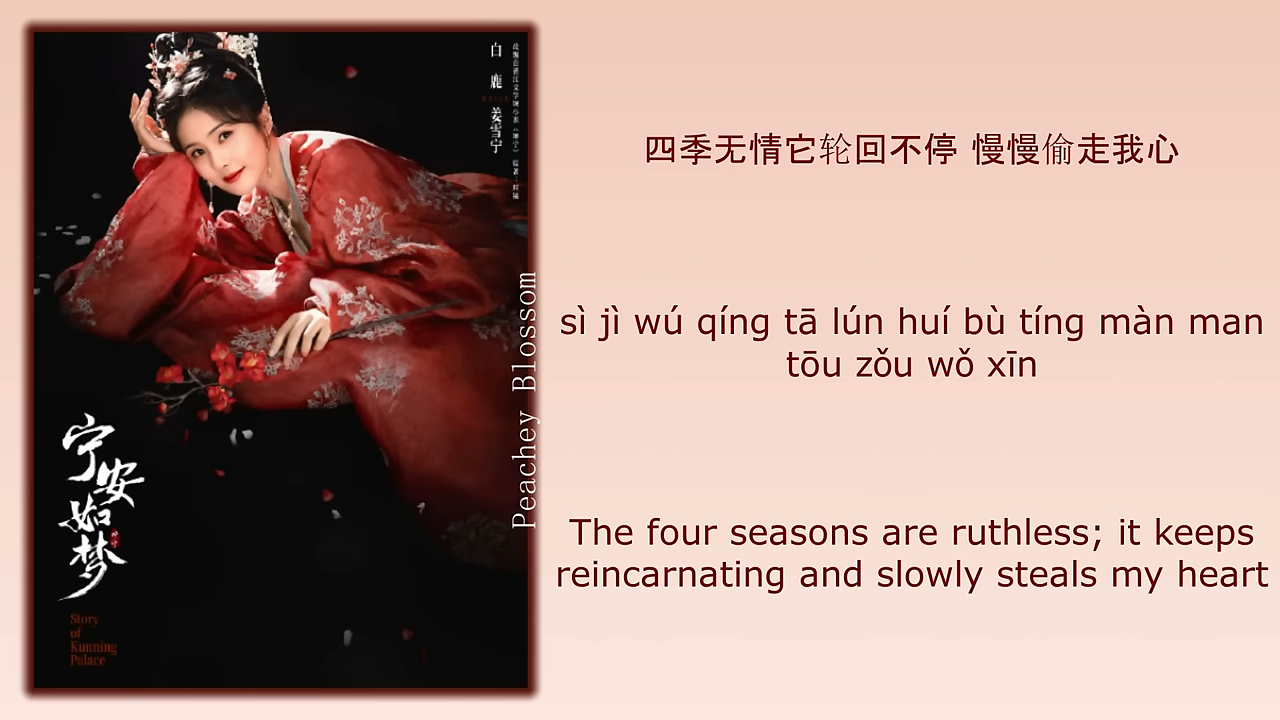 白鹿
姜雪宁
宁安如梦
Story
of
Kunning
Palace
Peachey Blossom
四季无情它轮回不停 慢慢偷走我心
sì jì wú qíng tā lún huí bù tíng màn man
tōu zǒu wǒ xīn
The four seasons are ruthless; it keeps
reincarnating and slowly steals my heart